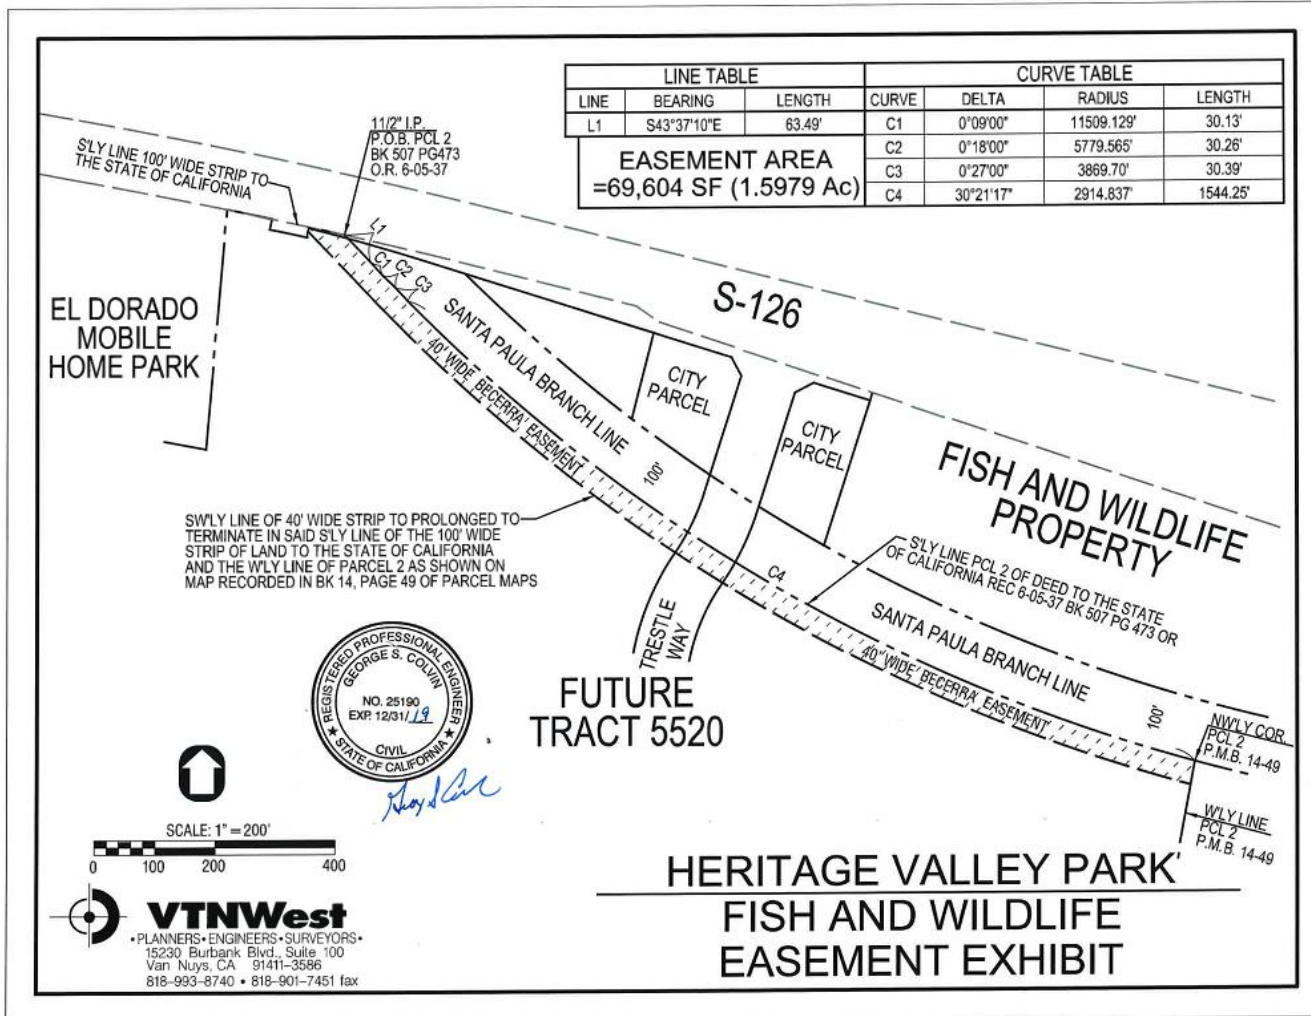 LINE TABLE
LINE BEARING LENGTH
L1 S43°37'10"E 63.49'
EASEMENT AREA
=69,604 SF (1.5979 Ac)
CURVE TABLE
CURVE DELTA RADIUS LENGTH
C1 0°09'00" 11509.129' 30.13'
C2 0°18'00" 5779.565' 30.26'
C3 0°27'00" 3869.70' 30.39'
C4 30°21'17" 2914.837' 1544.25'
11/2" I.P.
P.O.B. PCL 2
BK 507 PG473
O.R. 6-05-37
S'LY LINE 100' WIDE STRIP TO
THE STATE OF CALIFORNIA
L1
C1
C2
C3
S-126
EL DORADO
MOBILE
HOME PARK
SANTA PAULA BRANCH LINE
40' WIDE BECERRA EASEMENT
CITY
PARCEL
CITY
PARCEL
100'
FISH AND WILDLIFE
PROPERTY
SW'LY LINE OF 40' WIDE STRIP TO PROLONGED TO
TERMINATE IN SAID S'LY LINE OF THE 100' WIDE
STRIP OF LAND TO THE STATE OF CALIFORNIA
AND THE W'LY LINE OF PARCEL 2 AS SHOWN ON
MAP RECORDED IN BK 14, PAGE 49 OF PARCEL MAPS
C4
S'LY LINE PCL 2 OF DEED TO THE STATE
OF CALIFORNIA REC 6-05-37 BK 507 PG 473 OR
SANTA PAULA BRANCH LINE
40' WIDE BECERRA EASEMENT
100'
TRESTLE
WAY
FUTURE
TRACT 5520
NW'LY COR.
PCL 2
P.M.B. 14-49
W'LY LINE
PCL 2
P.M.B. 14-49
REGISTERED PROFESSIONAL ENGINEER
GEORGE S. COLVIN
NO. 25190
EXP. 12/31/19
CIVIL
STATE OF CALIFORNIA
SCALE: 1" = 200'
0 100 200 400
VTNWest
•PLANNERS•ENGINEERS•SURVEYORS•
15230 Burbank Blvd., Suite 100
Van Nuys, CA 91411-3586
818-993-8740 • 818-901-7451 fax
HERITAGE VALLEY PARK
FISH AND WILDLIFE
EASEMENT EXHIBIT